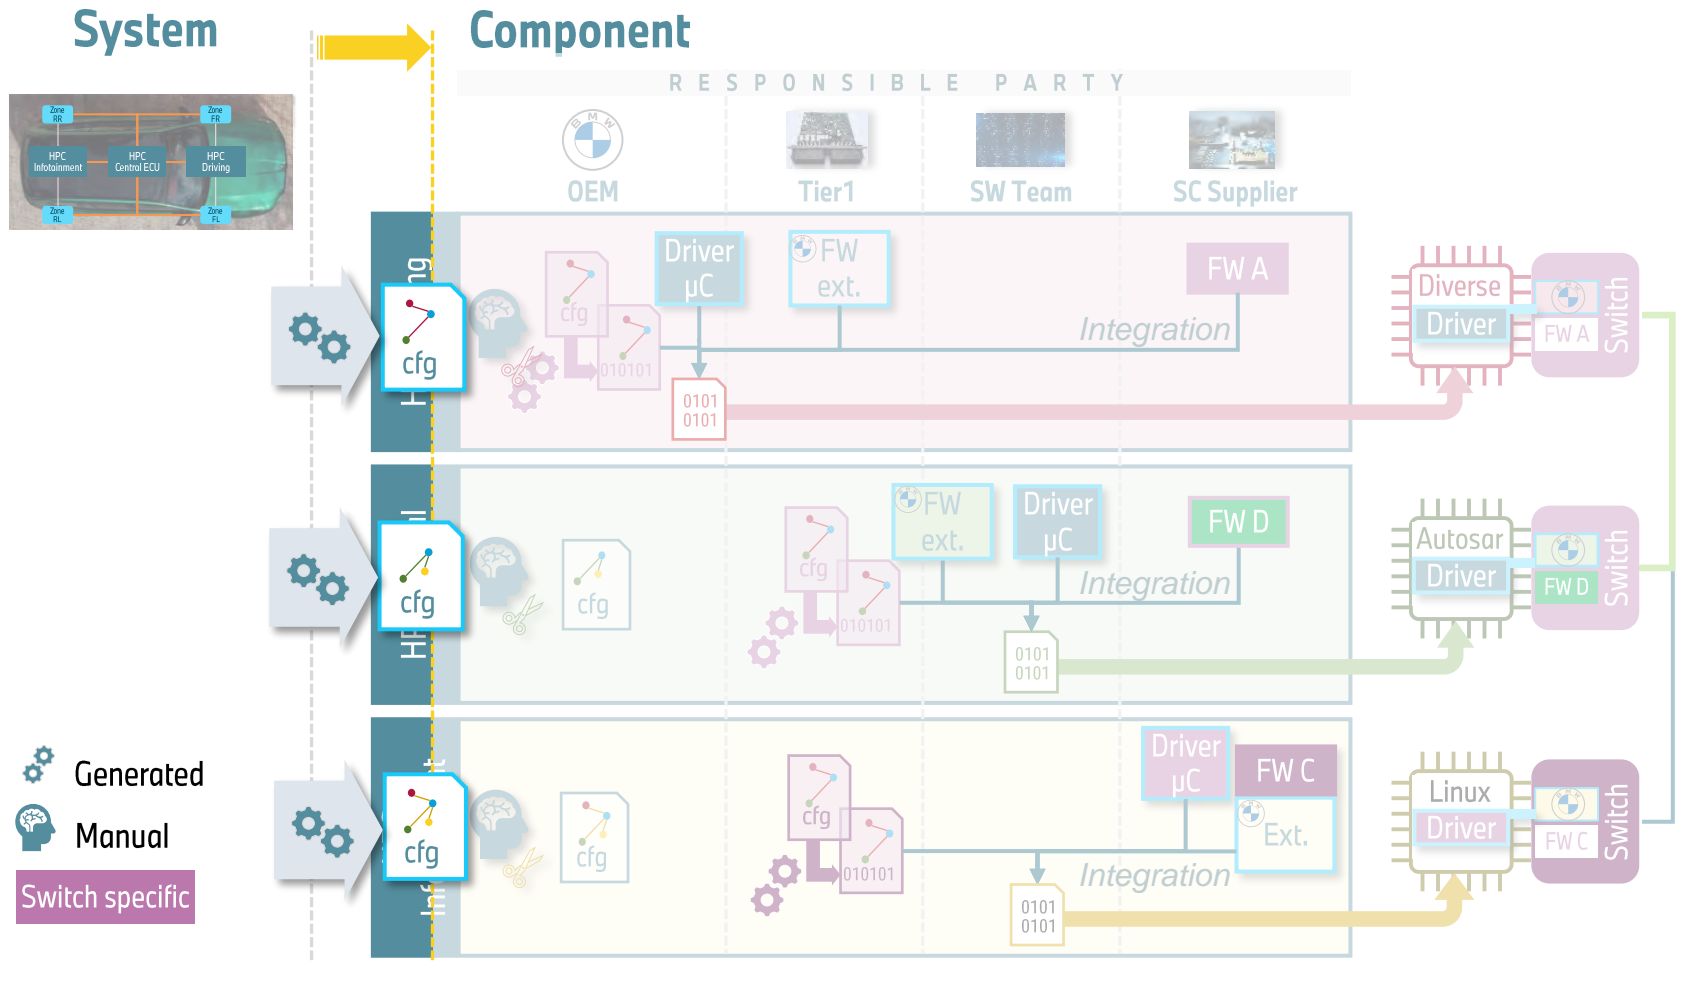 System
Component
RESPONSIBLE PARTY
Zone
RR
Zone
FR
HPC
Infotainment
HPC
Central ECU
HPC
Driving
Zone
RL
Zone
FL
BMW
OEM
Tier1
SW Team
SC Supplier
cfg
cfg
010101
Driver
µC
FW
ext.
FW A
Integration
0101
0101
Diverse
Driver
FW A
Switch
cfg
cfg
cfg
010101
FW
ext.
Driver
µC
FW D
Integration
0101
0101
Autosar
Driver
FW D
Switch
cfg
cfg
cfg
010101
Driver
µC
FW C
Ext.
Integration
0101
0101
Linux
Driver
FW C
Switch
Generated
Manual
Switch specific